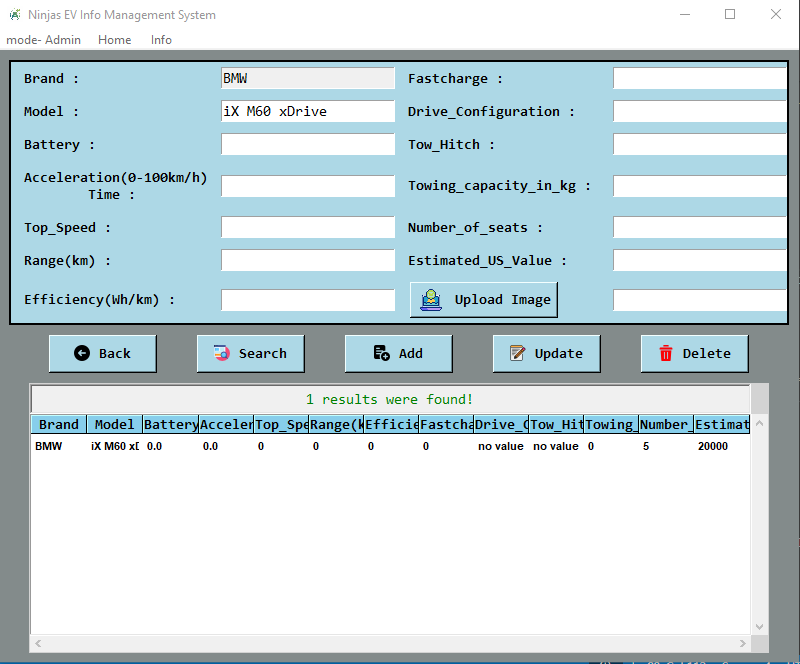 Ninjas EV Info Management System
mode- Admin Home Info
Brand : BMW Fastcharge :
Model : iX M60 xDrive Drive_Configuration :
Battery : Tow_Hitch :
Acceleration(0-100km/h)
Time : Towing_capacity_in_kg :
Top_Speed : Number_of_seats :
Range(km) : Estimated_US_Value :
Efficiency(Wh/km) : Upload Image
Back Search Add Update Delete
1 results were found!
Brand Model Battery Acceler Top_Spe Range(k Efficie Fastcha Drive_C Tow_Hit Towing_ Number_ Estimat
BMW iX M60 xD 0.0 0.0 0 0 0 0 no value no value 0 5 20000